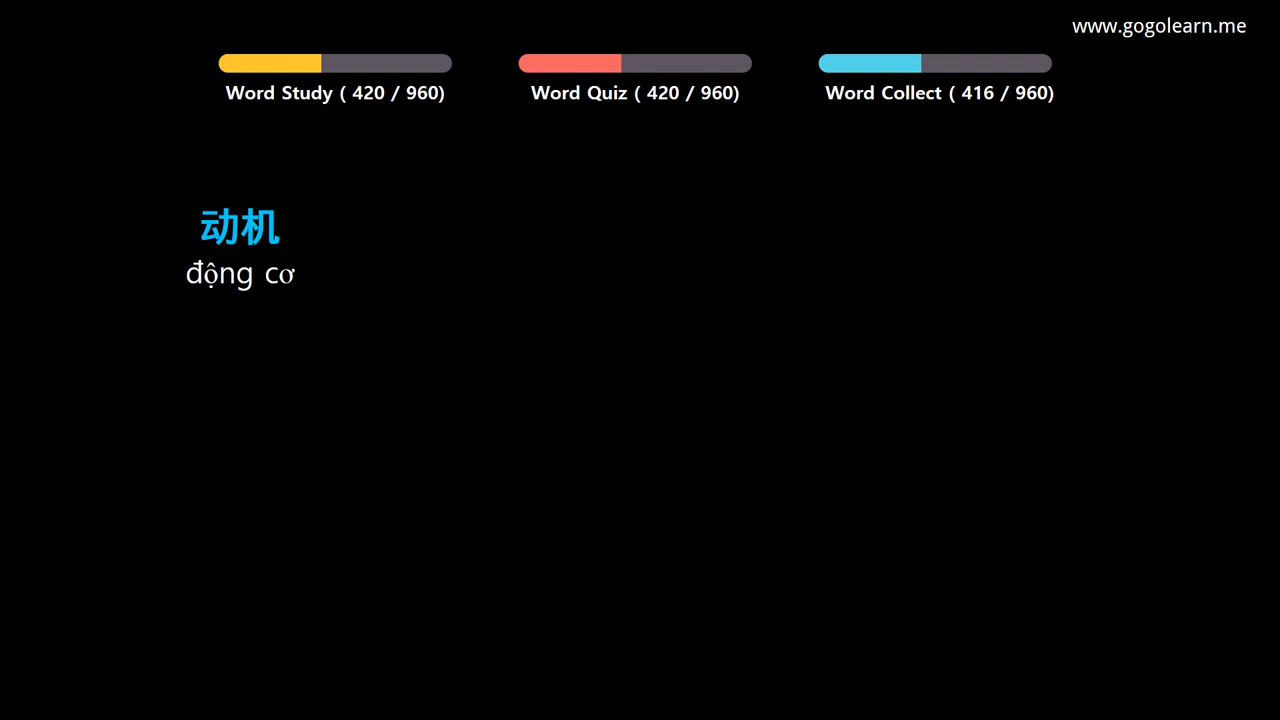 www.gogolearn.me
Word Study ( 420 / 960)
Word Quiz ( 420 / 960)
Word Collect ( 416 / 960)
动机
động cơ